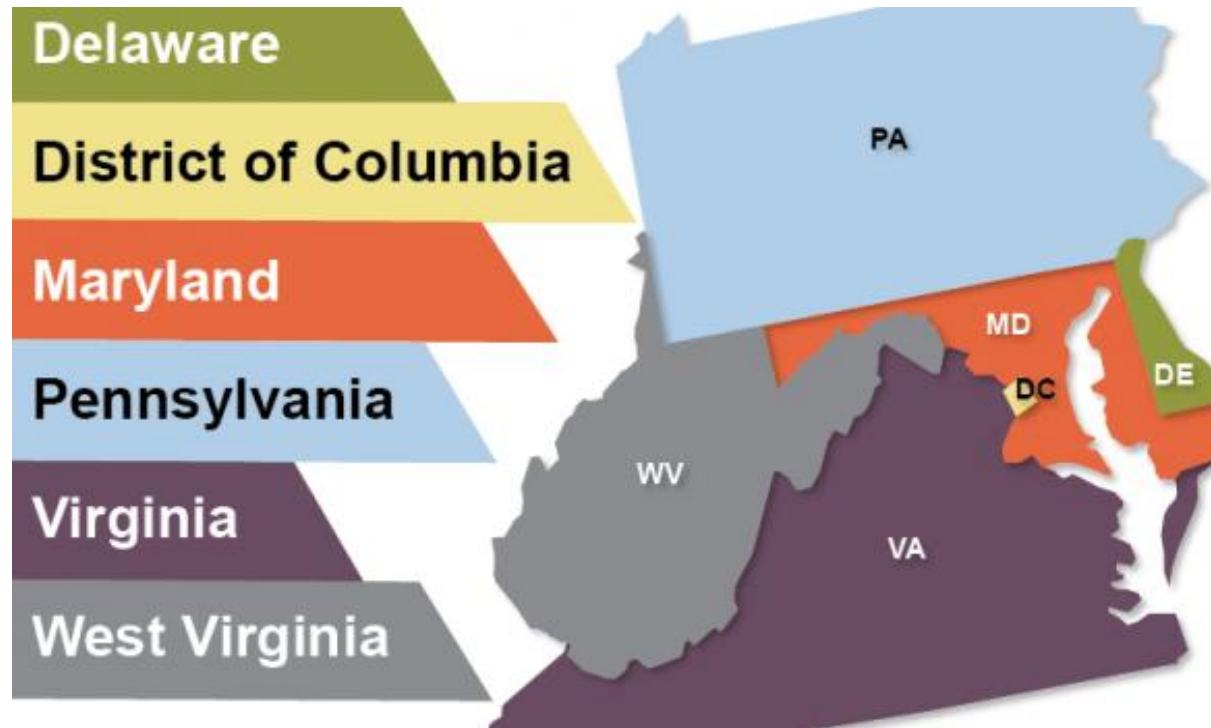 Delaware
District of Columbia
Maryland
Pennsylvania
Virginia
West Virginia
PA
MD
DC
DE
WV
VA